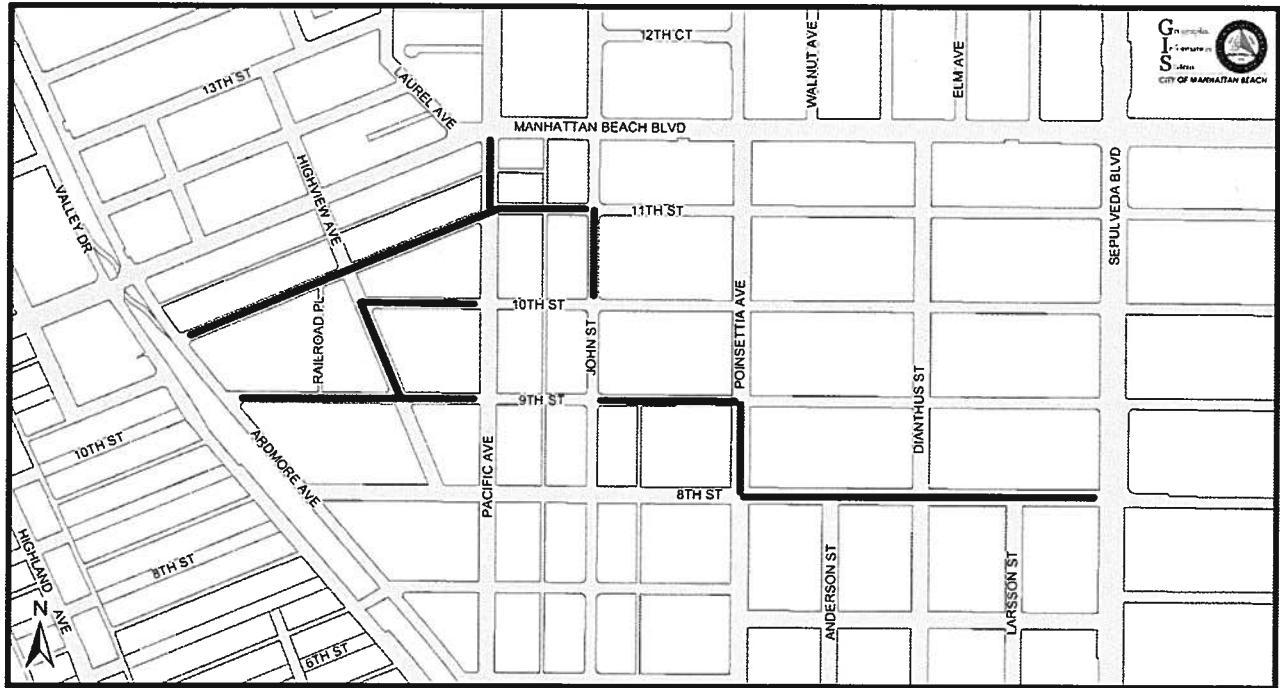 12TH CT
WALNUT AVE
ELM AVE
G
I
S
CITY OF MANHATTAN BEACH
13TH ST
LAUREL AVE
MANHATTAN BEACH BLVD
HIGHVIEW AVE
SEPULVEDA BLVD
VALLEY DR
11TH ST
10TH ST
RAILROAD PL
JOHN ST
POINSETTIA AVE
DIANTHUS ST
9TH ST
10TH ST
ARDMORE AVE
PACIFIC AVE
8TH ST
8TH ST
HIGHLAND AVE
ANDERSON ST
LARSSON ST
N
6TH ST